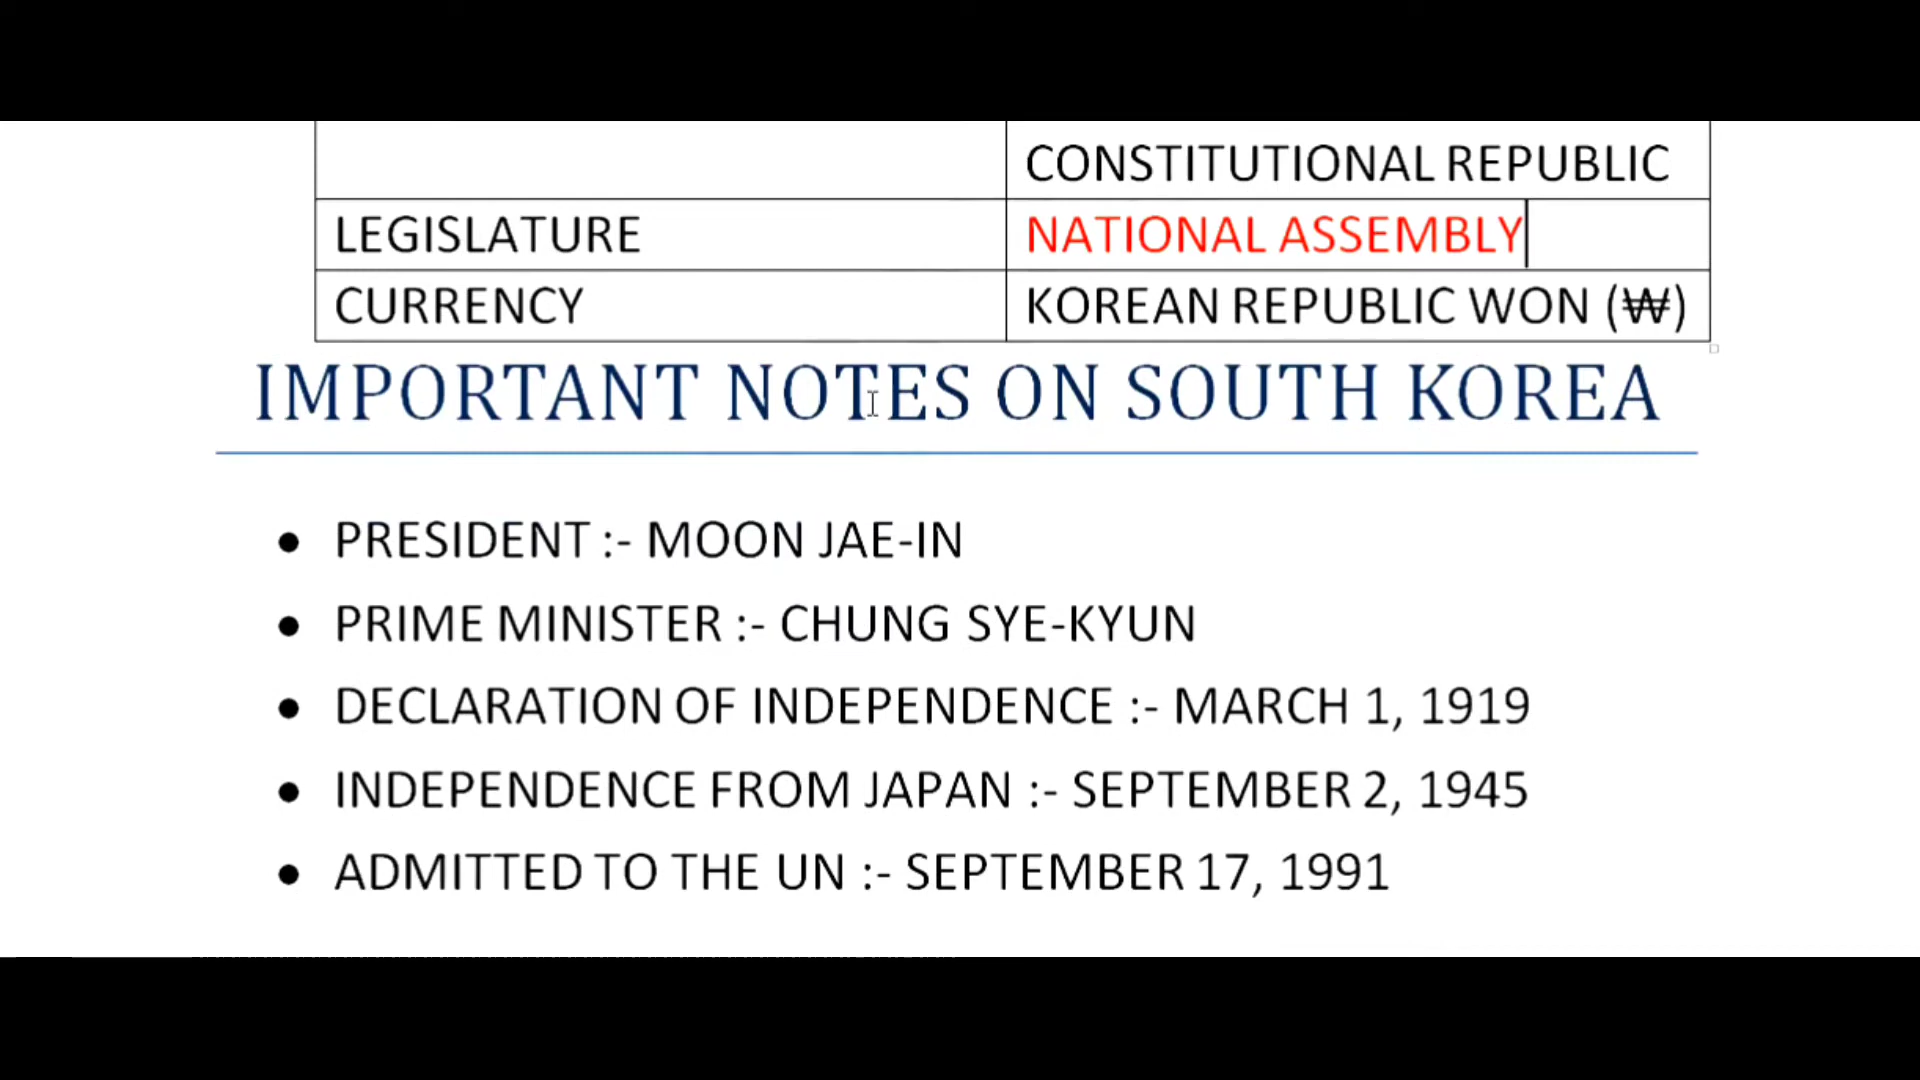 CONSTITUTIONAL REPUBLIC
LEGISLATURE NATIONAL ASSEMBLY
CURRENCY KOREAN REPUBLIC WON (₩)
IMPORTANT NOTES ON SOUTH KOREA
• PRESIDENT :- MOON JAE-IN
• PRIME MINISTER :- CHUNG SYE-KYUN
• DECLARATION OF INDEPENDENCE :- MARCH 1, 1919
• INDEPENDENCE FROM JAPAN :- SEPTEMBER 2, 1945
• ADMITTED TO THE UN :- SEPTEMBER 17, 1991